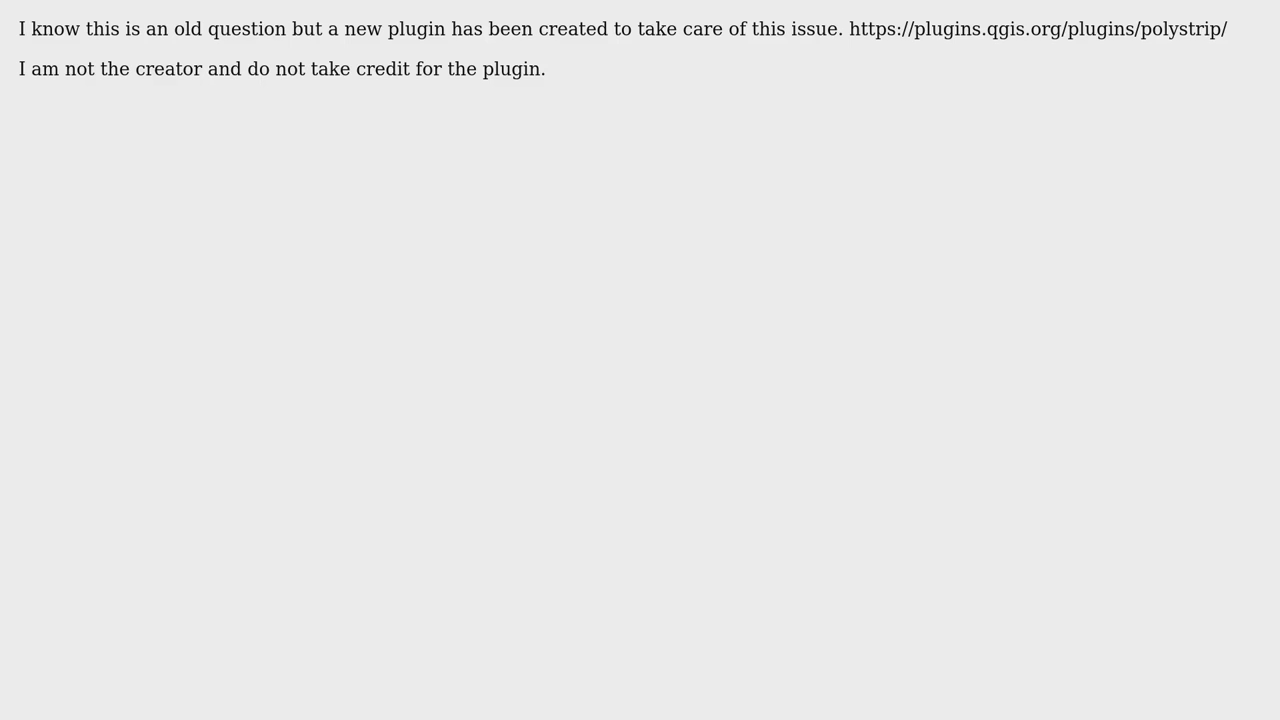 I know this is an old question but a new plugin has been created to take care of this issue. https://plugins.qgis.org/plugins/polystrip/
I am not the creator and do not take credit for the plugin.